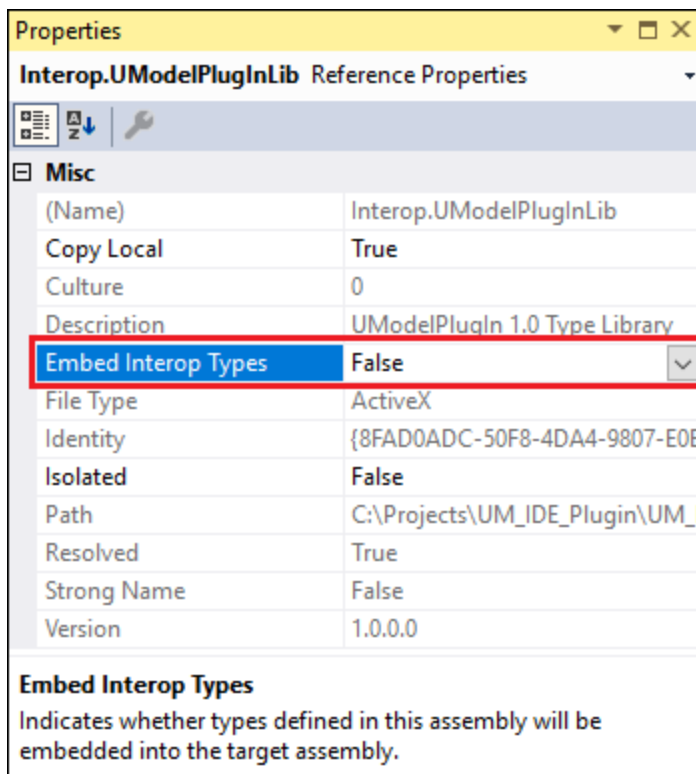 Properties
Interop.UModelPlugInLib Reference Properties
Misc
(Name) Interop.UModelPlugInLib
Copy Local True
Culture 0
Description UModelPlugIn 1.0 Type Library
Embed Interop Types False
File Type ActiveX
Identity {8FAD0ADC-50F8-4DA4-9807-E0E
Isolated False
Path C:\Projects\UM_IDE_Plugin\UM_
Resolved True
Strong Name False
Version 1.0.0.0
Embed Interop Types
Indicates whether types defined in this assembly will be
embedded into the target assembly.